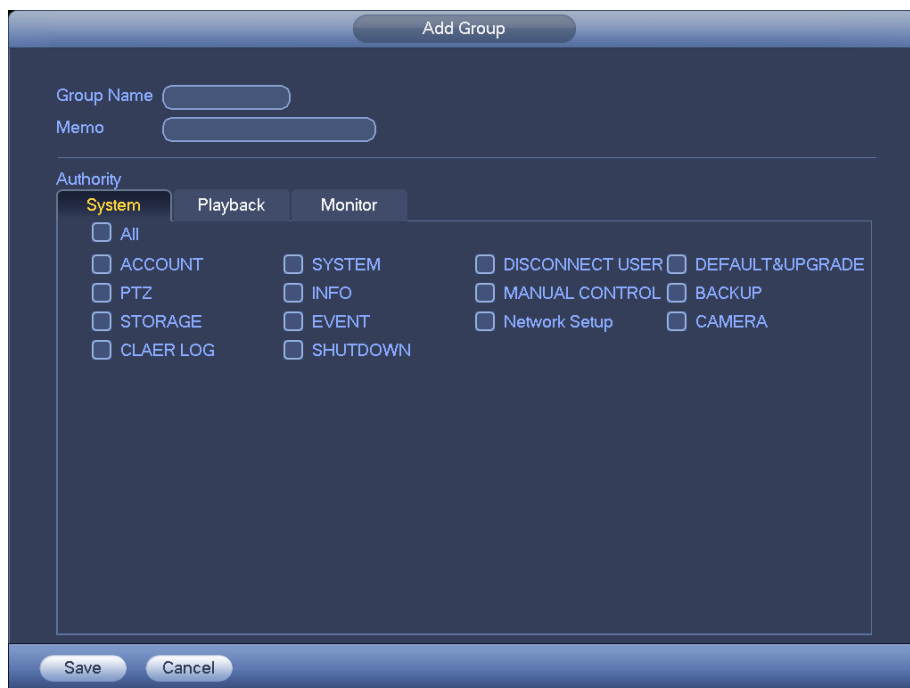 Add Group
Group Name
Memo
Authority
System Playback Monitor
All
ACCOUNT SYSTEM DISCONNECT USER DEFAULT&UPGRADE
PTZ INFO MANUAL CONTROL BACKUP
STORAGE EVENT Network Setup CAMERA
CLAER LOG SHUTDOWN
Save Cancel